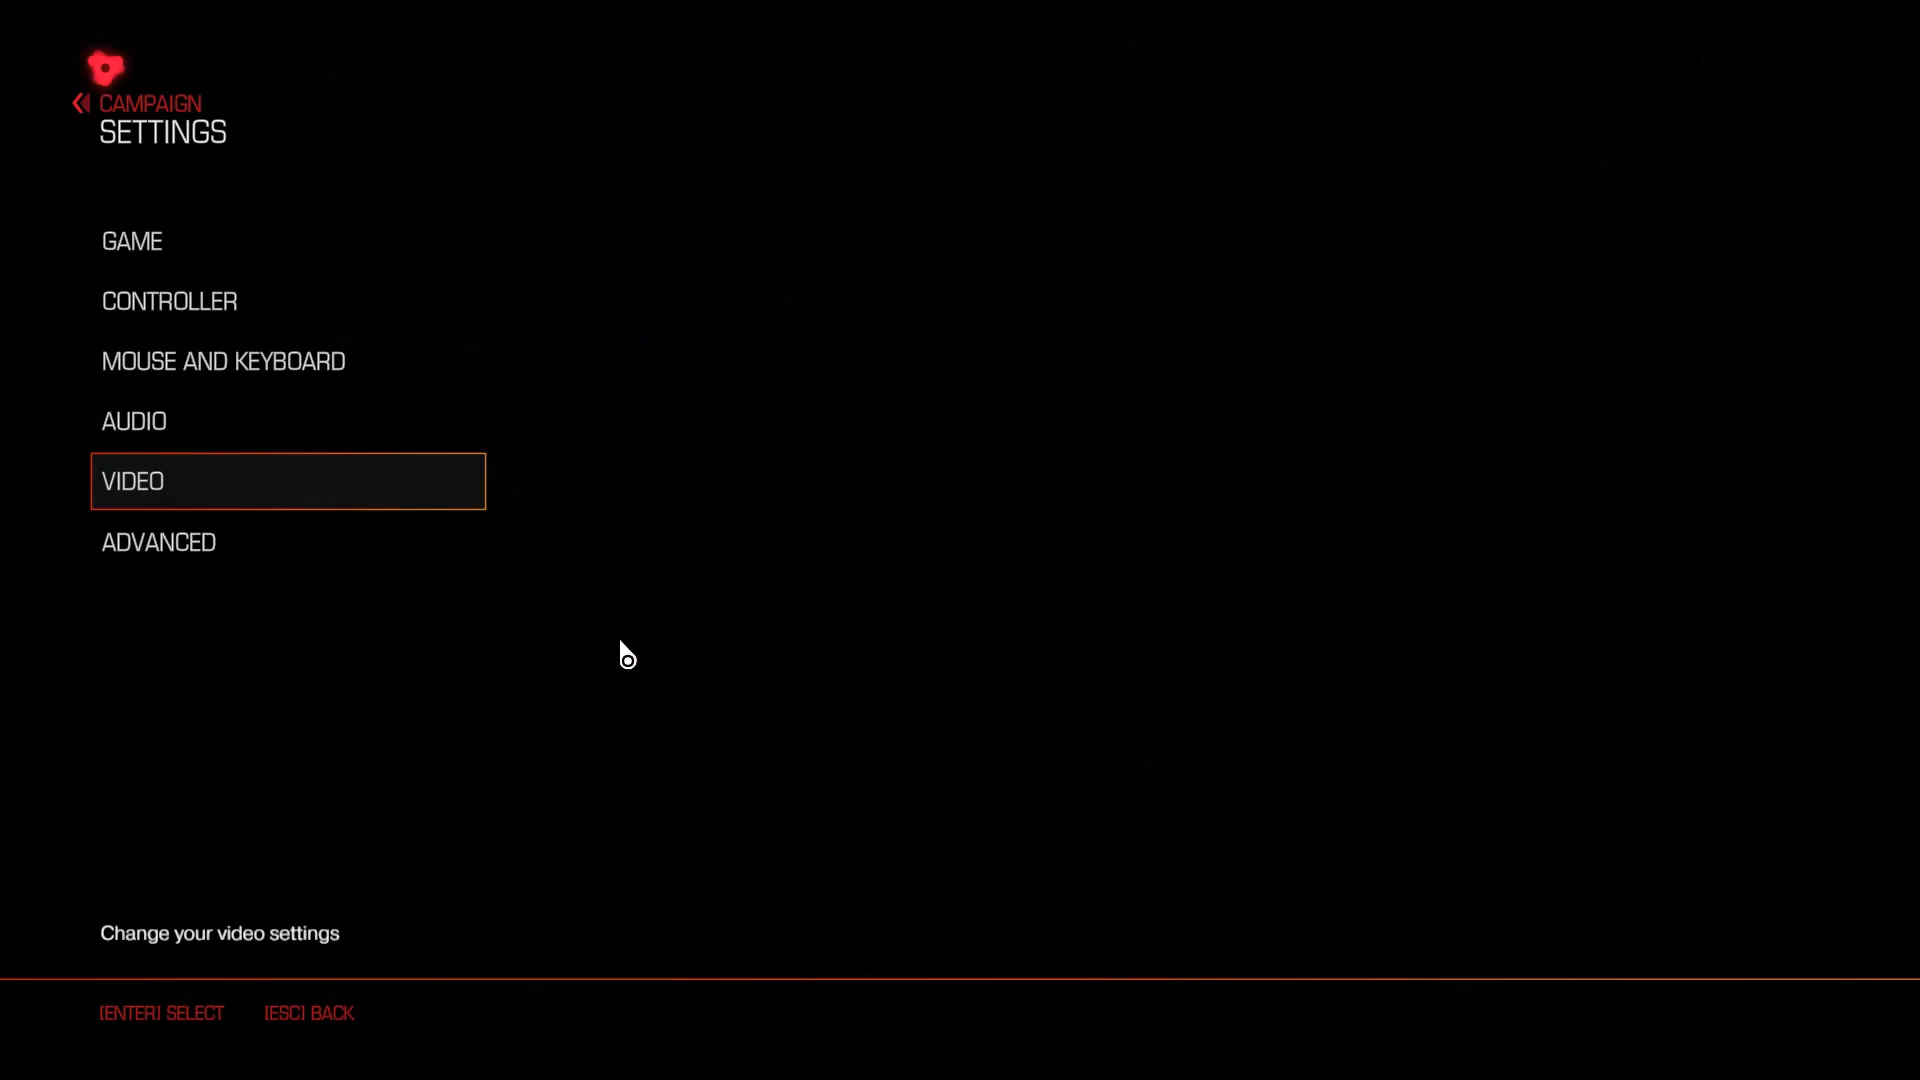 CAMPAIGN
SETTINGS
GAME
CONTROLLER
MOUSE AND KEYBOARD
AUDIO
VIDEO
ADVANCED
Change your video settings
[ENTER] SELECT [ESC] BACK